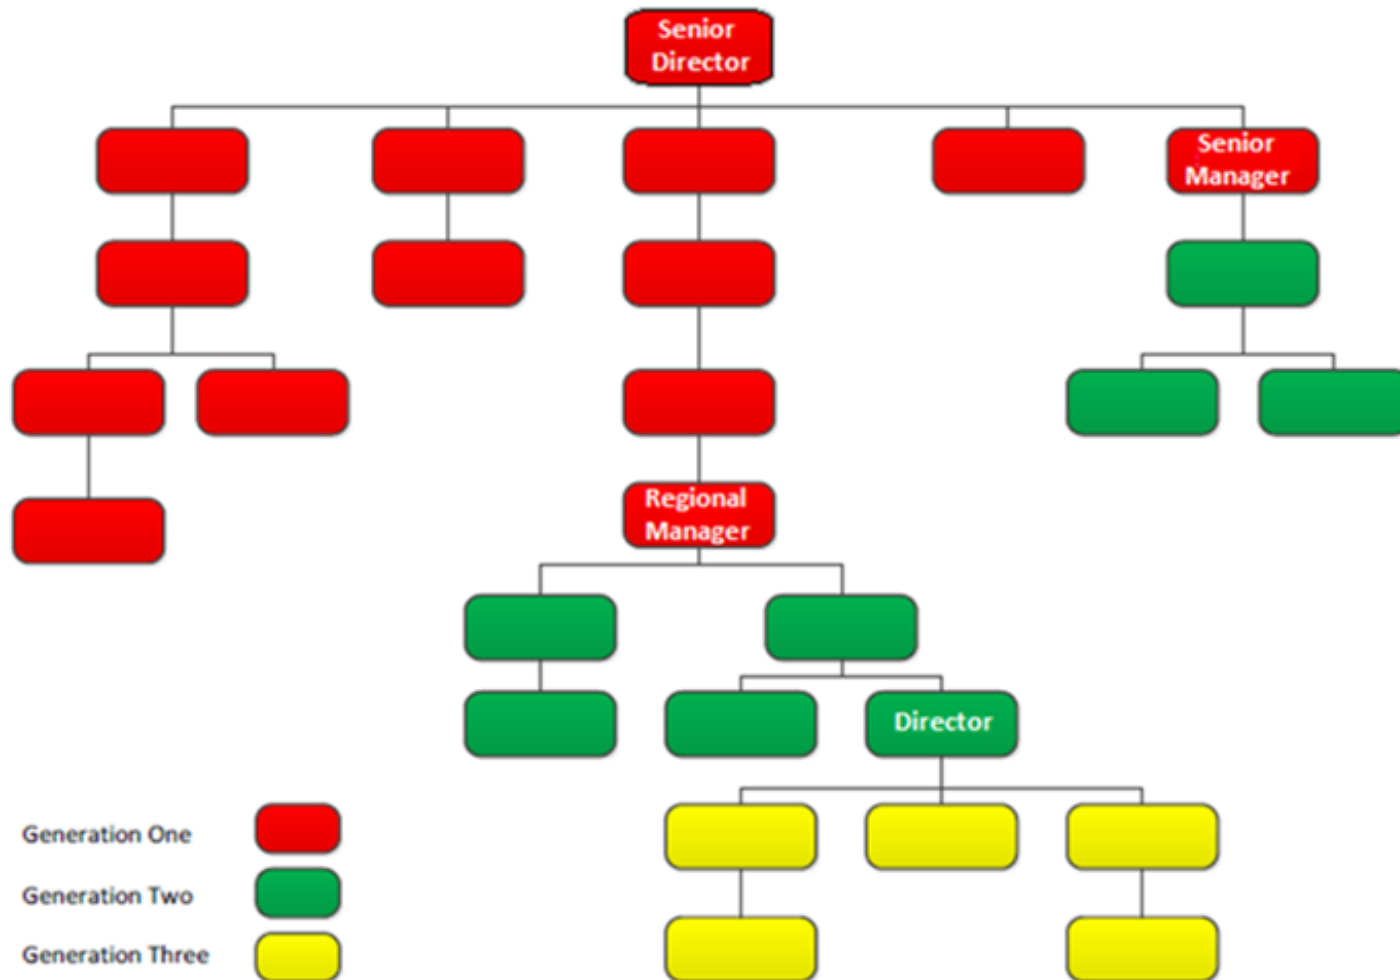 Senior
Director
Senior
Manager
Regional
Manager
Director
Generation One
Generation Two
Generation Three